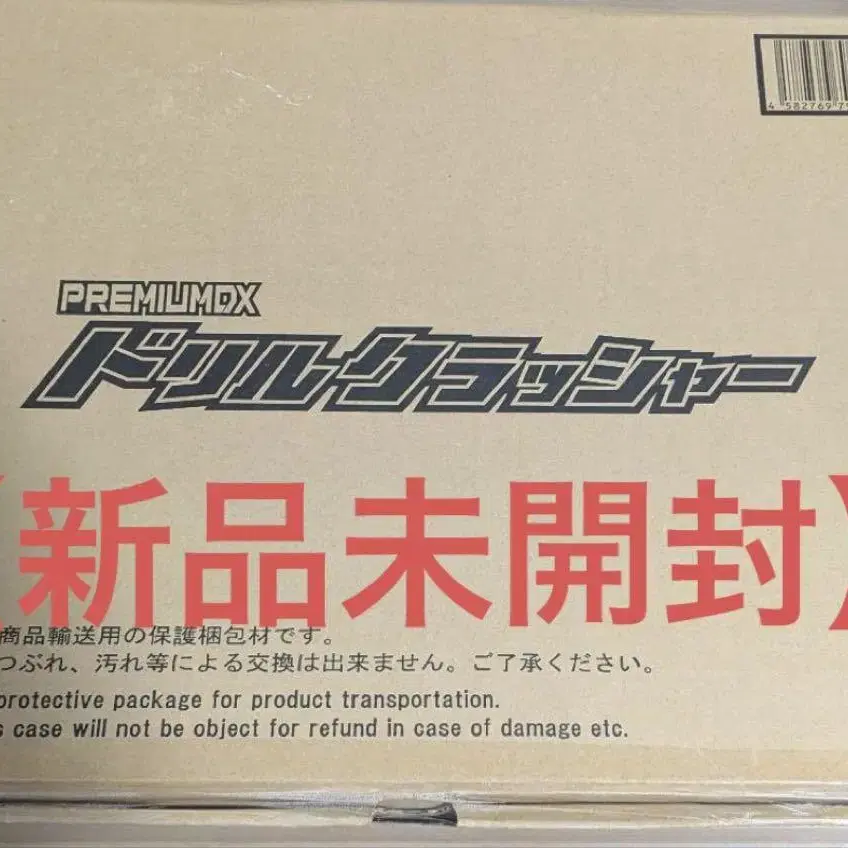 4 582769 7
PREMIUMDX
ドリルクラッシャー
【新品未開封】
商品輸送用の保護梱包材です。
つぶれ、汚れ等による交換は出来ません。ご了承ください。
protective package for product transportation.
s case will not be object for refund in case of damage etc.